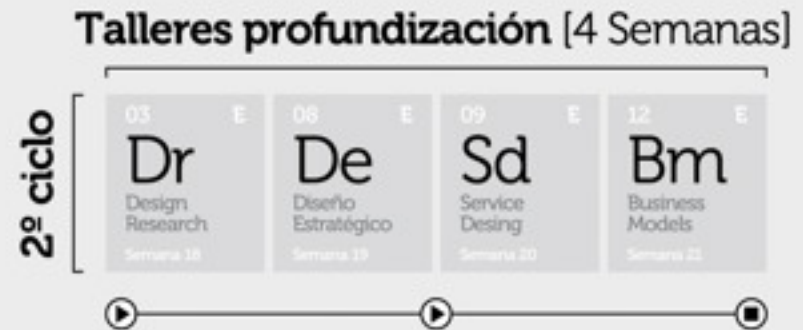 Talleres profundización [4 Semanas]
2º ciclo
03 E
Dr
Design
Research
Semana 18
08 E
De
Diseño
Estratégico
Semana 19
09 E
Sd
Service
Desing
Semana 20
12 E
Bm
Business
Models
Semana 21